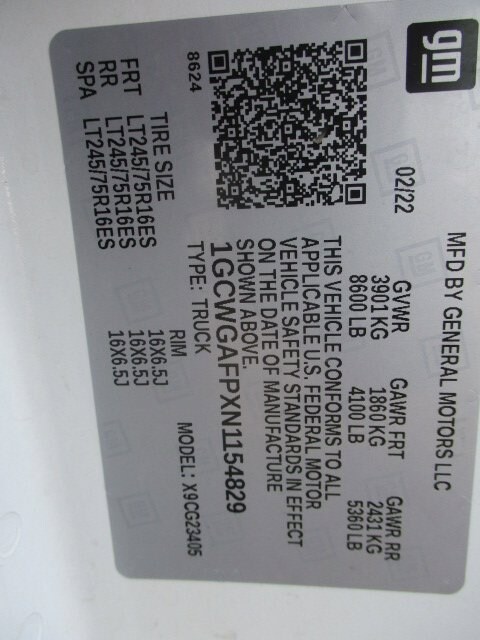 gm
MFD BY GENERAL MOTORS LLC
02/22
GVWR GAWR FRT GAWR RR
3901 KG 1860 KG 2431 KG
8600 LB 4100 LB 5360 LB
THIS VEHICLE CONFORMS TO ALL
APPLICABLE U.S. FEDERAL MOTOR
VEHICLE SAFETY STANDARDS IN EFFECT
ON THE DATE OF MANUFACTURE
SHOWN ABOVE.
1GCWGAFPXN1154829
TYPE: TRUCK MODEL: X9CG23405
8624
TIRE SIZE RIM
FRT LT245/75R16ES 16X6.5J
RR LT245/75R16ES 16X6.5J
SPA LT245/75R16ES 16X6.5J